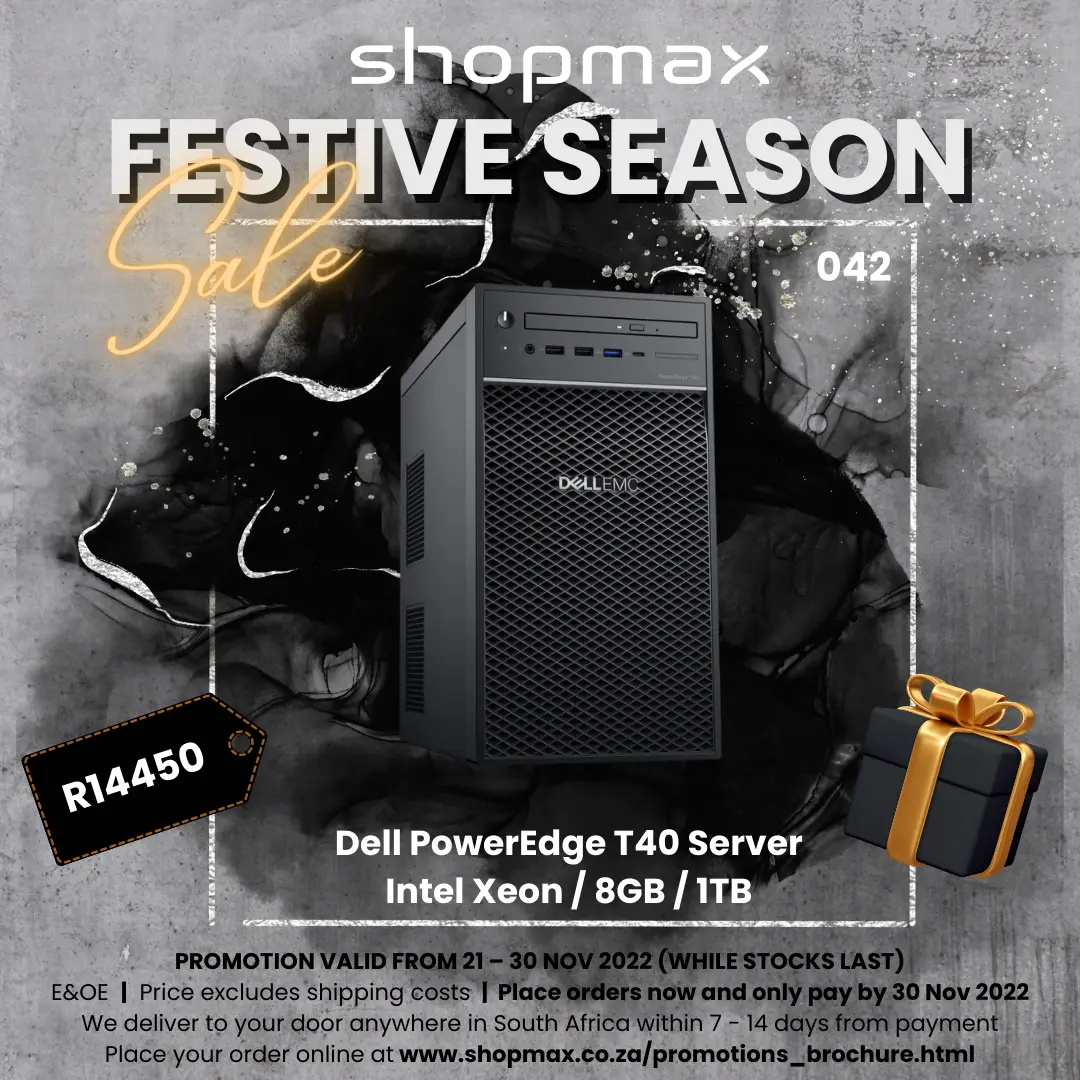 shopmax
FESTIVE SEASON
Sale
042
PowerEdge T40
DELLEMC
R14450
Dell PowerEdge T40 Server
Intel Xeon / 8GB / 1TB
PROMOTION VALID FROM 21 – 30 NOV 2022 (WHILE STOCKS LAST)
E&OE | Price excludes shipping costs | Place orders now and only pay by 30 Nov 2022
We deliver to your door anywhere in South Africa within 7 - 14 days from payment
Place your order online at www.shopmax.co.za/promotions_brochure.html